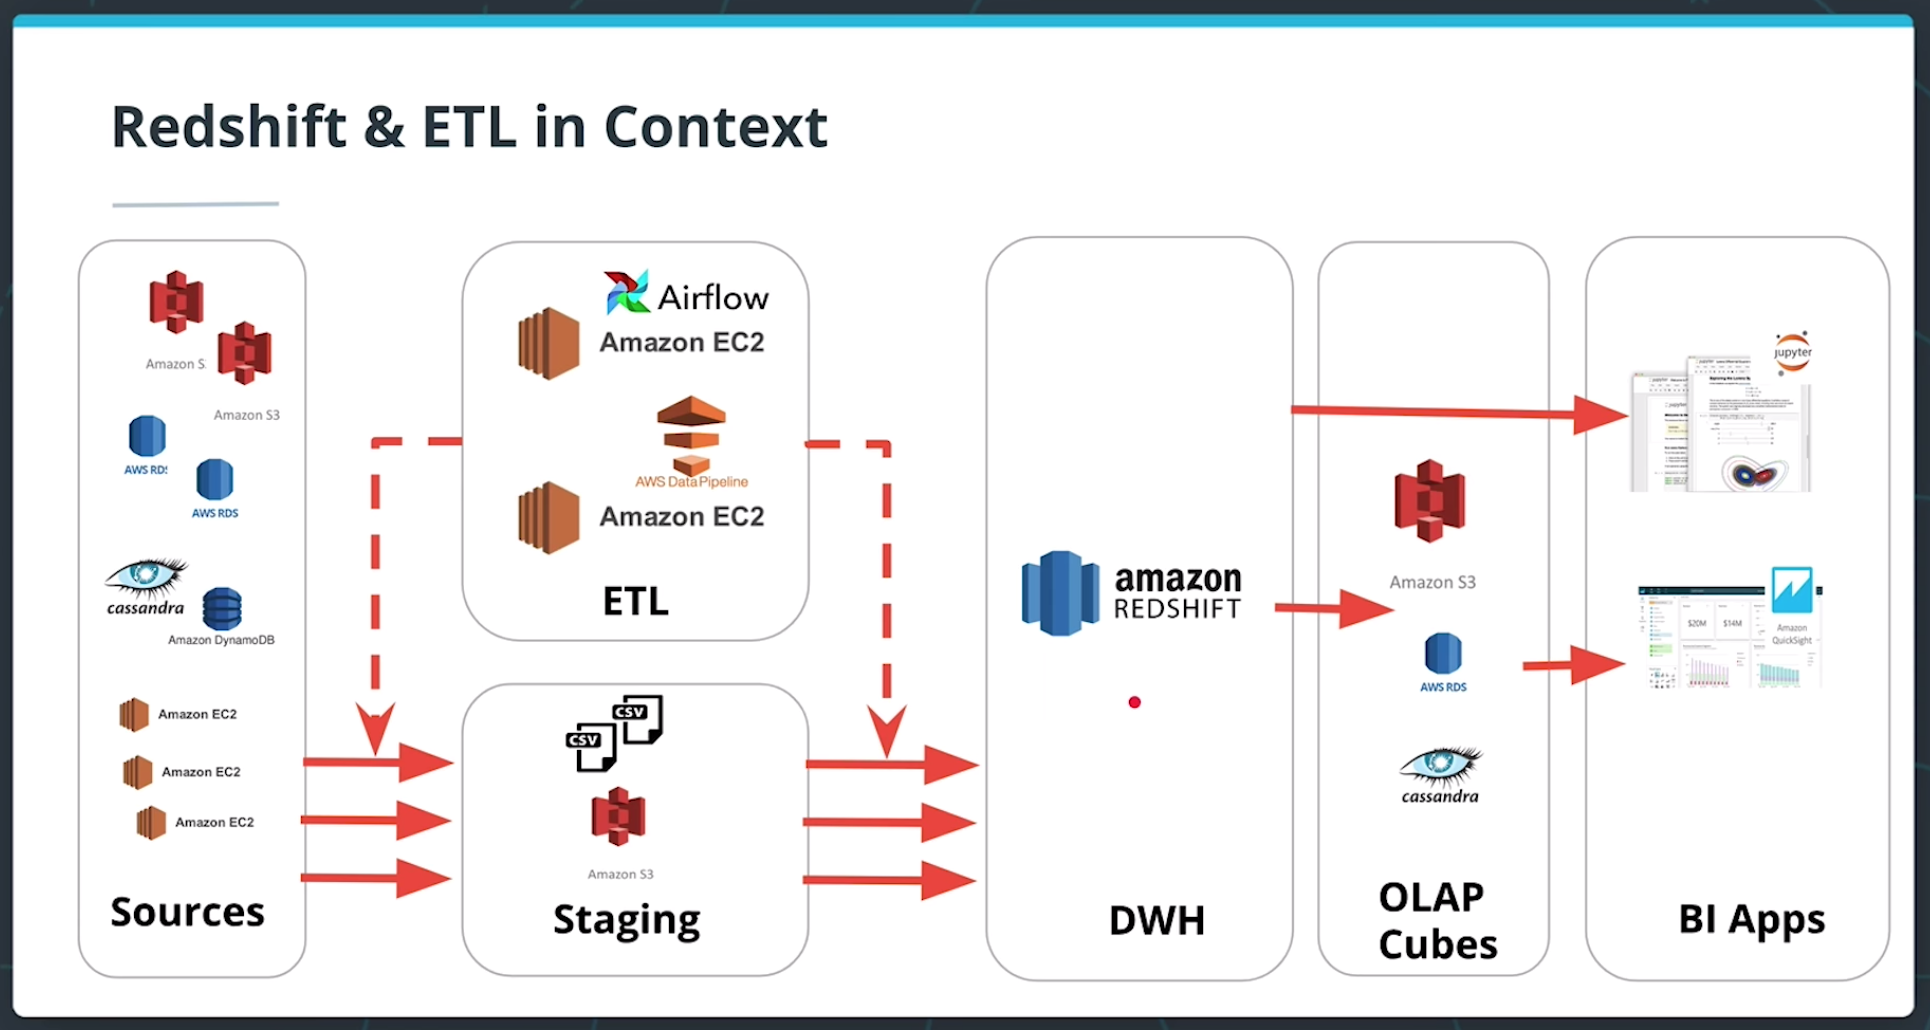 Redshift & ETL in Context
Amazon S
Amazon S3
AWS RDS
AWS RDS
cassandra
Amazon DynamoDB
Amazon EC2
Amazon EC2
Amazon EC2
Sources
Airflow
Amazon EC2
AWS Data Pipeline
Amazon EC2
ETL
CSV
CSV
Amazon S3
Staging
amazon
REDSHIFT
DWH
Amazon S3
AWS RDS
cassandra
OLAP
Cubes
jupyter
$20M
$14M
Amazon
QuickSight
BI Apps